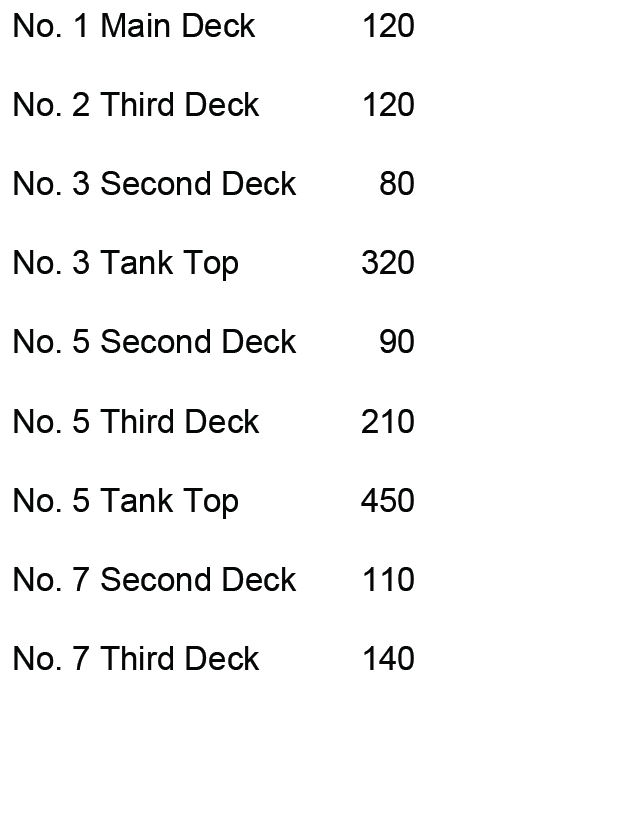 No. 1 Main Deck 120
No. 2 Third Deck 120
No. 3 Second Deck 80
No. 3 Tank Top 320
No. 5 Second Deck 90
No. 5 Third Deck 210
No. 5 Tank Top 450
No. 7 Second Deck 110
No. 7 Third Deck 140